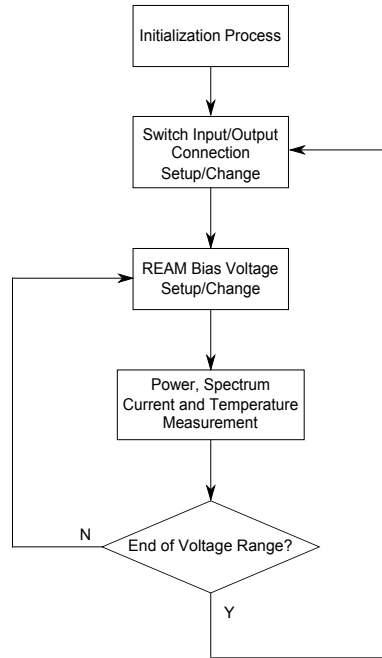 Initialization Process
Switch Input/Output
Connection
Setup/Change
REAM Bias Voltage
Setup/Change
Power, Spectrum
Current and Temperature
Measurement
End of Voltage Range?
N
Y